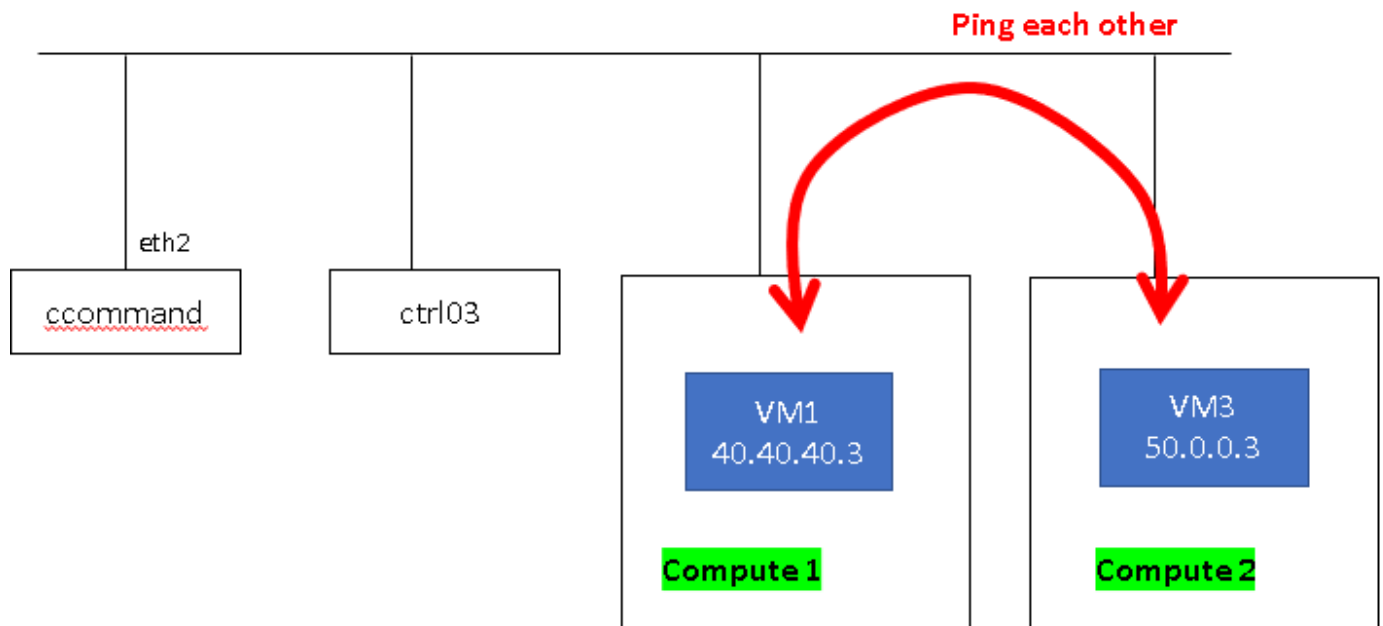 Ping each other
eth2
ccommand
ctrl03
VM1
40.40.40.3
VM3
50.0.0.3
Compute 1
Compute 2